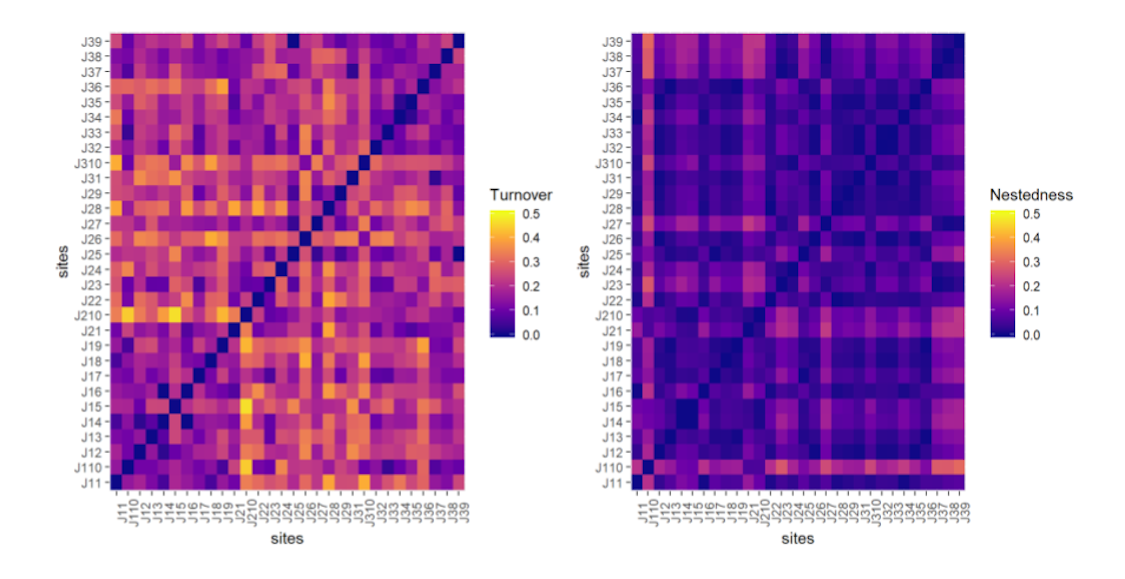 J39
J38
J37
J36
J35
J34
J33
J32
J310
J31
J29
J28
J27
J26
J25
J24
J23
J22
J210
J21
J19
J18
J17
J16
J15
J14
J13
J12
J110
J11
sites
J11
J110
J12
J13
J14
J15
J16
J17
J18
J19
J21
J210
J22
J23
J24
J25
J26
J27
J28
J29
J31
J310
J32
J33
J34
J35
J36
J37
J38
J39
sites
Turnover
0.5
0.4
0.3
0.2
0.1
0.0
J39
J38
J37
J36
J35
J34
J33
J32
J310
J31
J29
J28
J27
J26
J25
J24
J23
J22
J210
J21
J19
J18
J17
J16
J15
J14
J13
J12
J110
J11
sites
J11
J110
J12
J13
J14
J15
J16
J17
J18
J19
J21
J210
J22
J23
J24
J25
J26
J27
J28
J29
J31
J310
J32
J33
J34
J35
J36
J37
J38
J39
sites
Nestedness
0.5
0.4
0.3
0.2
0.1
0.0